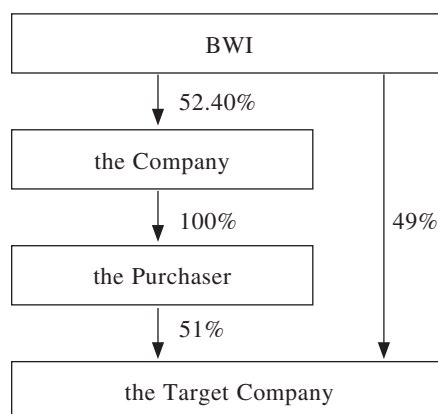 BWI
52.40%
the Company
100%
49%
the Purchaser
51%
the Target Company